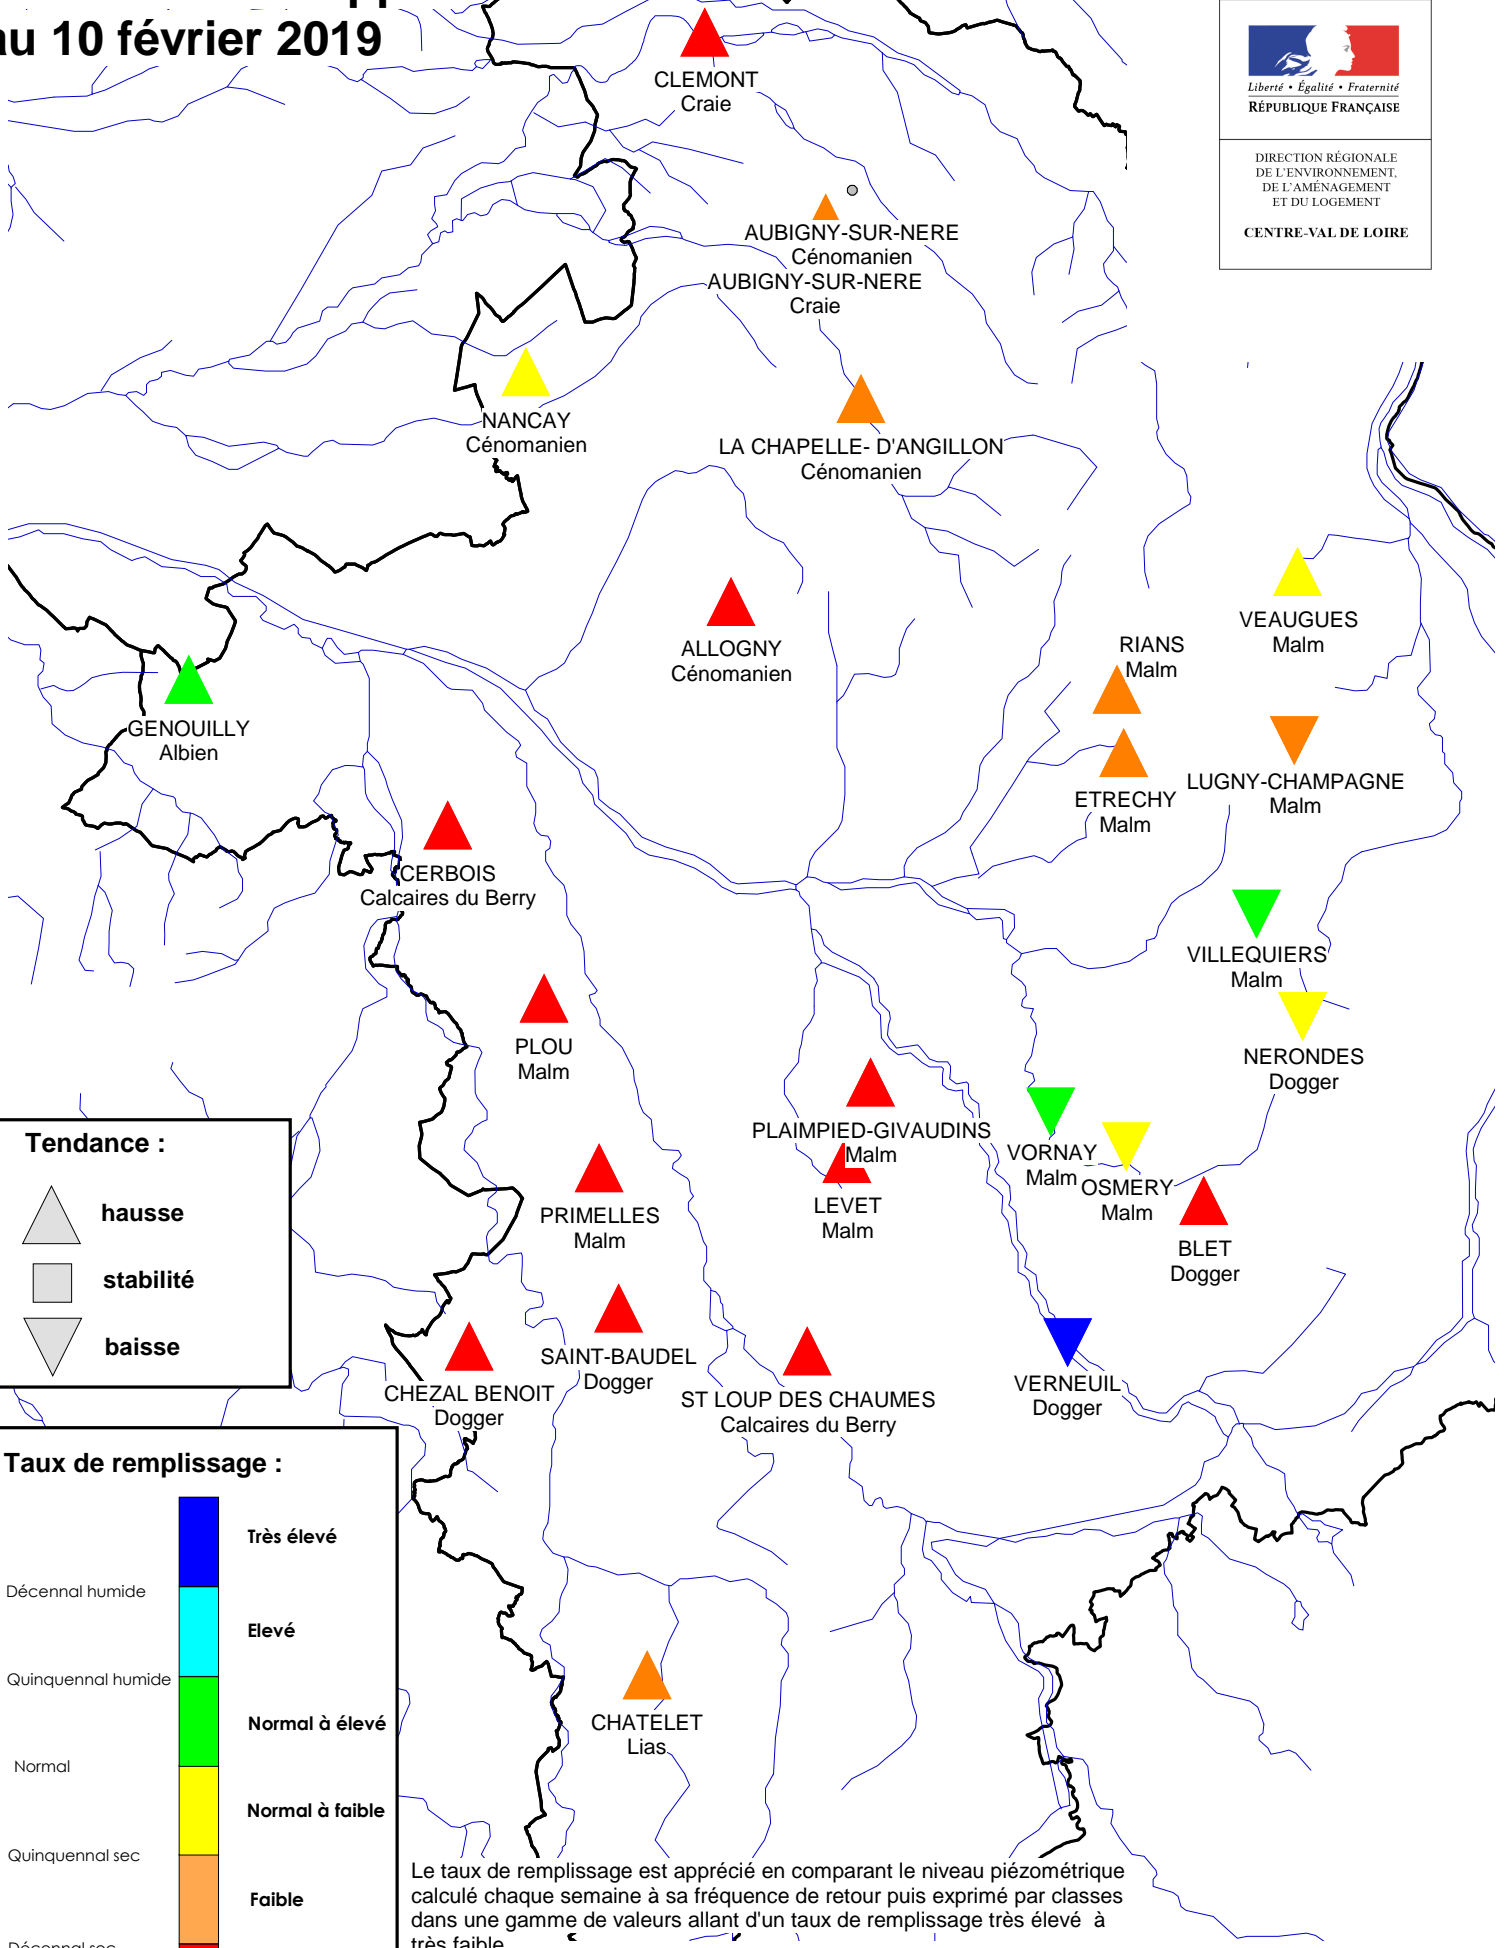 au 10 février 2019
Liberté • Égalité • Fraternité
RÉPUBLIQUE FRANÇAISE
DIRECTION RÉGIONALE
DE L'ENVIRONNEMENT,
DE L'AMÉNAGEMENT
ET DU LOGEMENT
CENTRE-VAL DE LOIRE
CLEMONT
Craie
AUBIGNY-SUR-NERE
Cénomanien
AUBIGNY-SUR-NERE
Craie
NANCAY
Cénomanien
LA CHAPELLE- D'ANGILLON
Cénomanien
VEAUGUES
Malm
ALLOGNY
Cénomanien
RIANS
Malm
GENOUILLY
Albien
LUGNY-CHAMPAGNE
Malm
ETRECHY
Malm
CERBOIS
Calcaires du Berry
VILLEQUIERS
Malm
PLOU
Malm
NERONDES
Dogger
PLAIMPIED-GIVAUDINS
Malm
VORNAY
Malm
OSMERY
Malm
LEVET
Malm
PRIMELLES
Malm
BLET
Dogger
SAINT-BAUDEL
Dogger
CHEZAL BENOIT
Dogger
ST LOUP DES CHAUMES
Calcaires du Berry
VERNEUIL
Dogger
CHATELET
Lias
Tendance :
hausse
stabilité
baisse
Taux de remplissage :
Très élevé
Décennal humide
Elevé
Quinquennal humide
Normal à élevé
Normal
Normal à faible
Quinquennal sec
Faible
Décennal sec
Le taux de remplissage est apprécié en comparant le niveau piézométrique
calculé chaque semaine à sa fréquence de retour puis exprimé par classes
dans une gamme de valeurs allant d'un taux de remplissage très élevé à
très faible